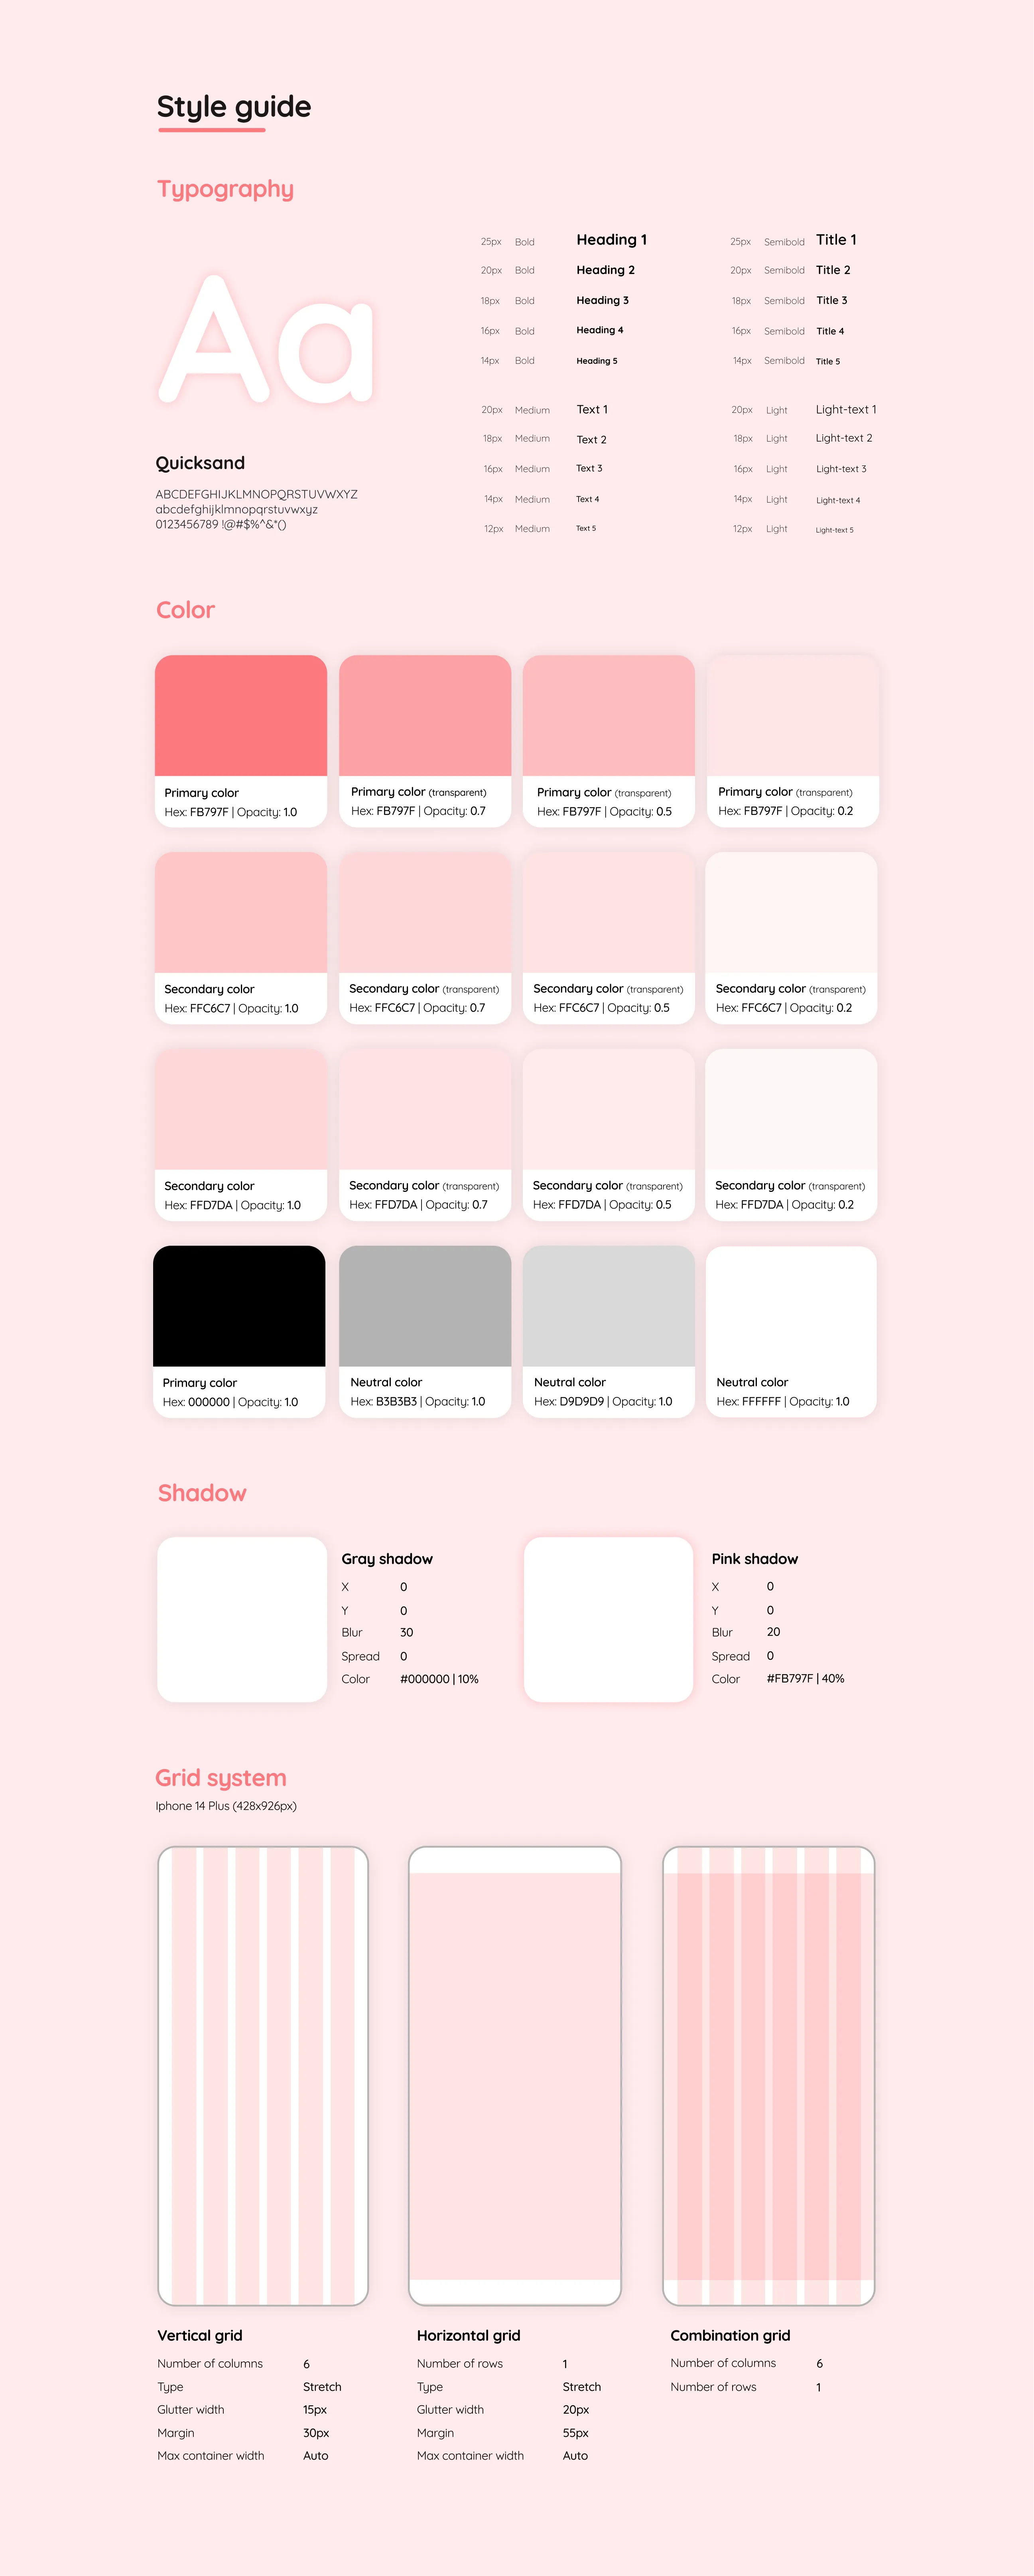 Style guide
Typography
Aa
Quicksand
ABCDEFGHIJKLMNOPQRSTUVWXYZ
abcdefghijklmnopqrstuvwxyz
0123456789 !@#$%^&*()
25px Bold Heading 1
20px Bold Heading 2
18px Bold Heading 3
16px Bold Heading 4
14px Bold Heading 5
25px Semibold Title 1
20px Semibold Title 2
18px Semibold Title 3
16px Semibold Title 4
14px Semibold Title 5
20px Medium Text 1
18px Medium Text 2
16px Medium Text 3
14px Medium Text 4
12px Medium Text 5
20px Light Light-text 1
18px Light Light-text 2
16px Light Light-text 3
14px Light Light-text 4
12px Light Light-text 5
Color
Primary color
Hex: FB797F | Opacity: 1.0
Primary color (transparent)
Hex: FB797F | Opacity: 0.7
Primary color (transparent)
Hex: FB797F | Opacity: 0.5
Primary color (transparent)
Hex: FB797F | Opacity: 0.2
Secondary color
Hex: FFC6C7 | Opacity: 1.0
Secondary color (transparent)
Hex: FFC6C7 | Opacity: 0.7
Secondary color (transparent)
Hex: FFC6C7 | Opacity: 0.5
Secondary color (transparent)
Hex: FFC6C7 | Opacity: 0.2
Secondary color
Hex: FFD7DA | Opacity: 1.0
Secondary color (transparent)
Hex: FFD7DA | Opacity: 0.7
Secondary color (transparent)
Hex: FFD7DA | Opacity: 0.5
Secondary color (transparent)
Hex: FFD7DA | Opacity: 0.2
Primary color
Hex: 000000 | Opacity: 1.0
Neutral color
Hex: B3B3B3 | Opacity: 1.0
Neutral color
Hex: D9D9D9 | Opacity: 1.0
Neutral color
Hex: FFFFFF | Opacity: 1.0
Shadow
Gray shadow
X 0
Y 0
Blur 30
Spread 0
Color #000000 | 10%
Pink shadow
X 0
Y 0
Blur 20
Spread 0
Color #FB797F | 40%
Grid system
Iphone 14 Plus (428x926px)
Vertical grid
Number of columns 6
Type Stretch
Glutter width 15px
Margin 30px
Max container width Auto
Horizontal grid
Number of rows 1
Type Stretch
Glutter width 20px
Margin 55px
Max container width Auto
Combination grid
Number of columns 6
Number of rows 1